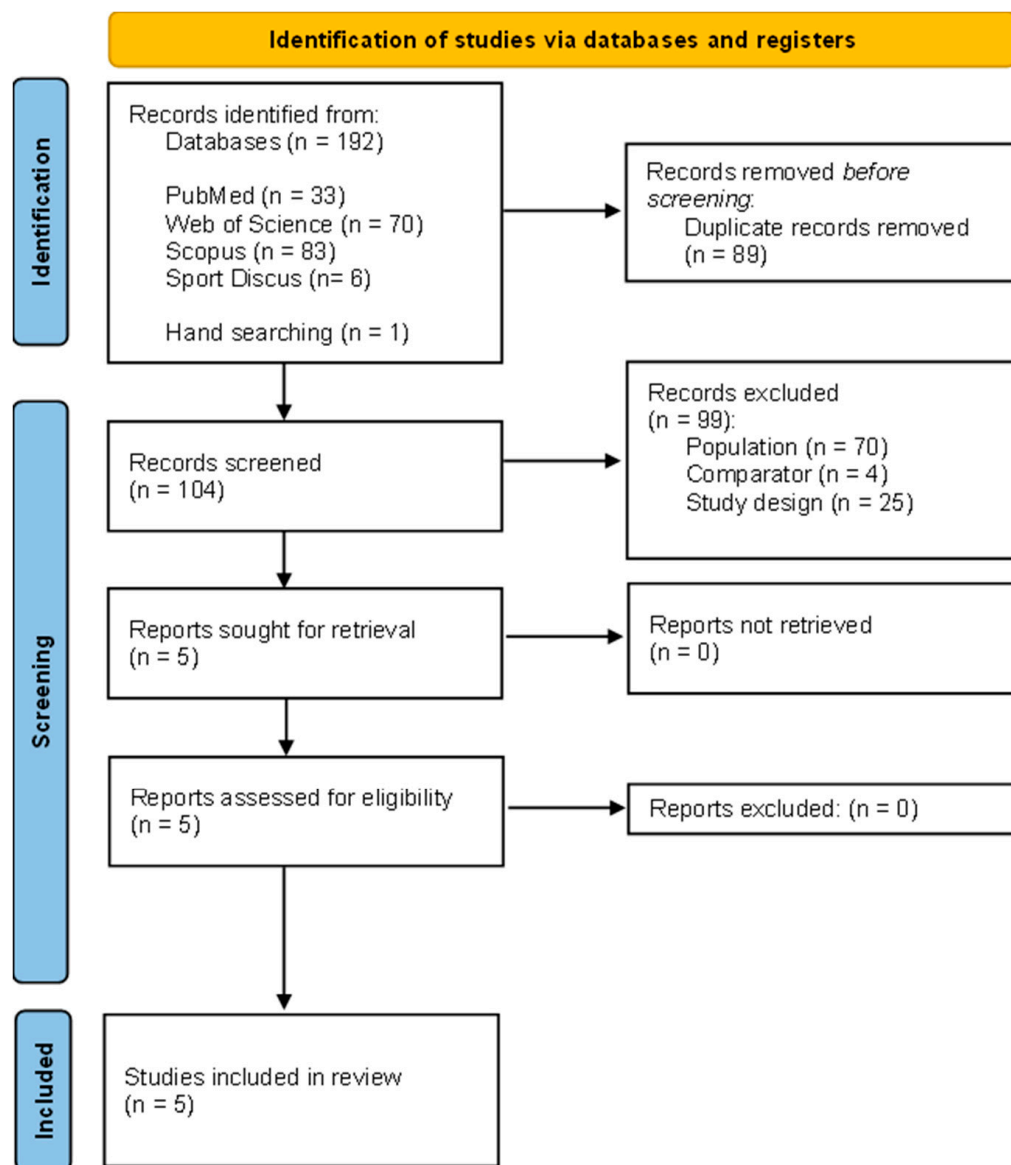 Identification of studies via databases and registers
Identification
Records identified from:
Databases (n = 192)
PubMed (n = 33)
Web of Science (n = 70)
Scopus (n = 83)
Sport Discus (n= 6)
Hand searching (n = 1)
Records removed before
screening:
Duplicate records removed
(n = 89)
Screening
Records screened
(n = 104)
Records excluded
(n = 99):
Population (n = 70)
Comparator (n = 4)
Study design (n = 25)
Reports sought for retrieval
(n = 5)
Reports not retrieved
(n = 0)
Reports assessed for eligibility
(n = 5)
Reports excluded: (n = 0)
Included
Studies included in review
(n = 5)